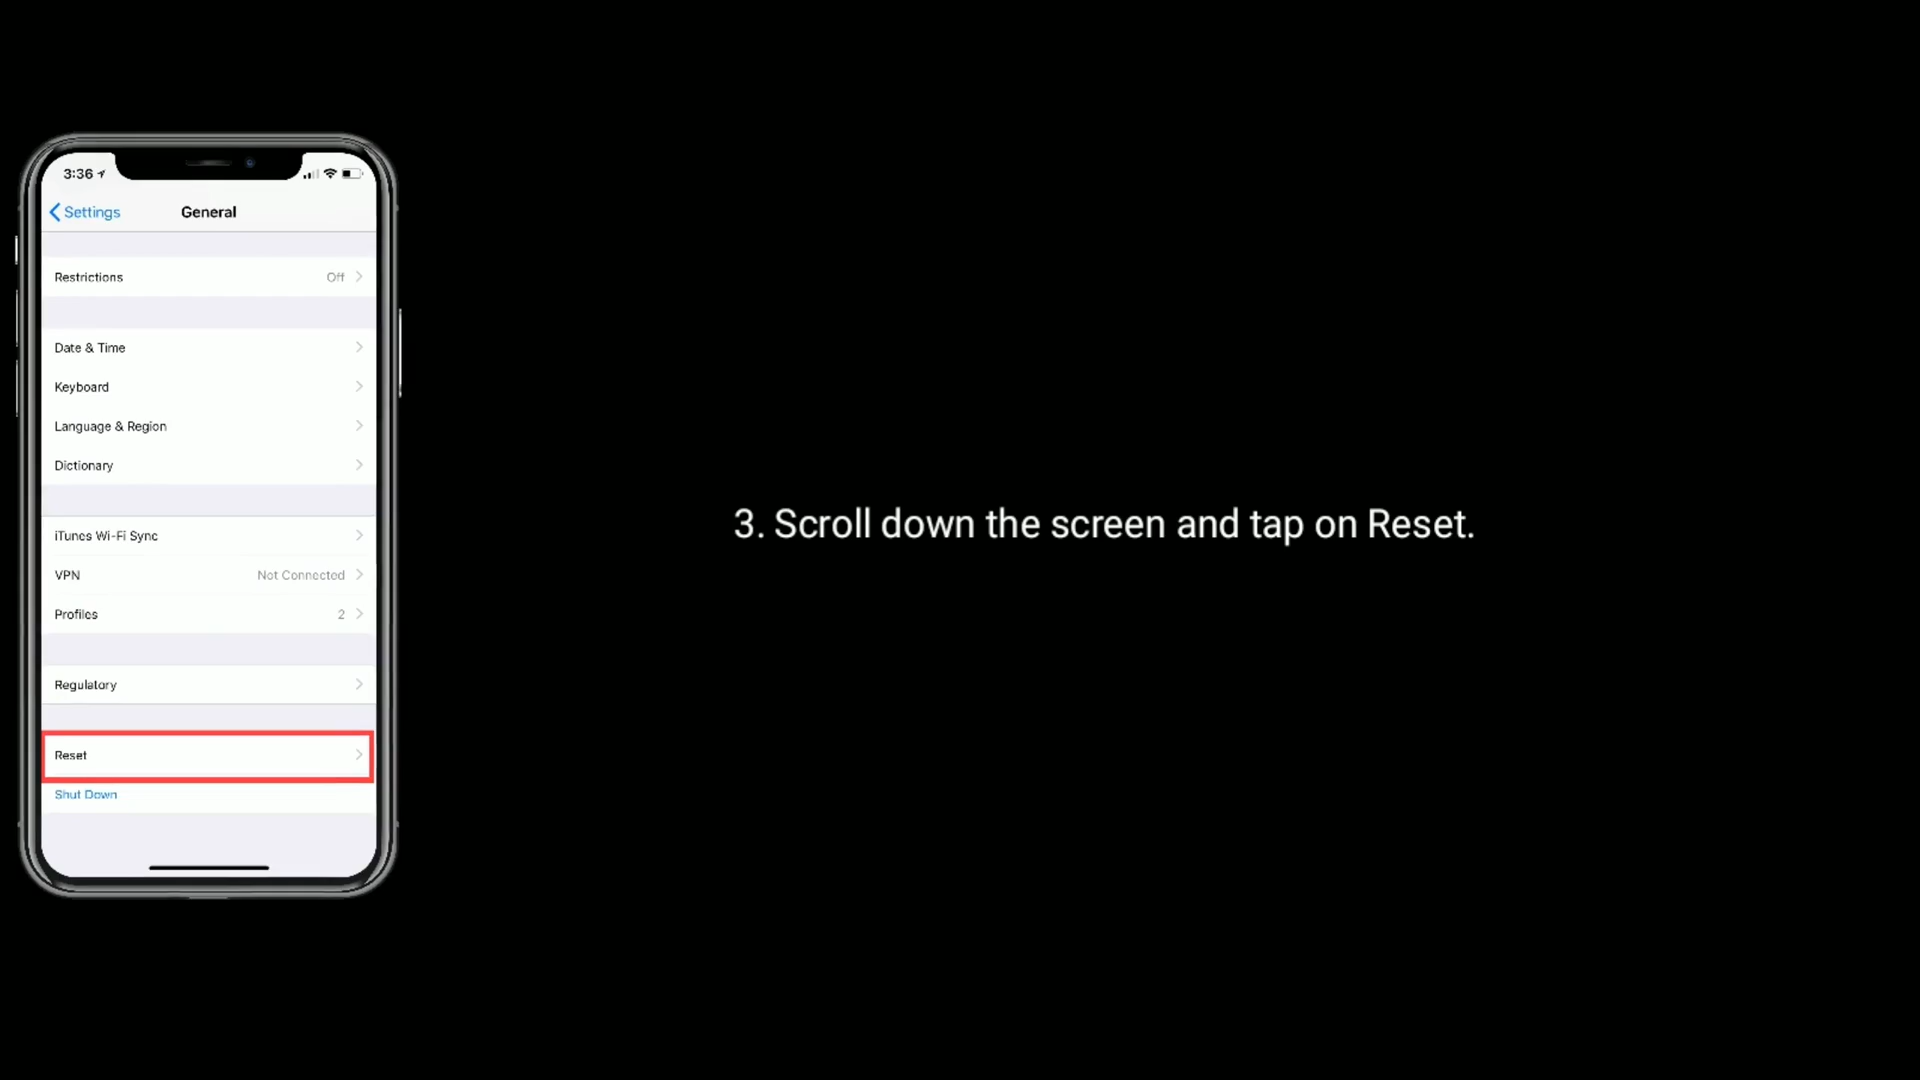 3:36
Settings
General
Restrictions
Off
Date & Time
Keyboard
Language & Region
Dictionary
iTunes Wi-Fi Sync
VPN
Not Connected
Profiles
2
Regulatory
Reset
Shut Down
3. Scroll down the screen and tap on Reset.